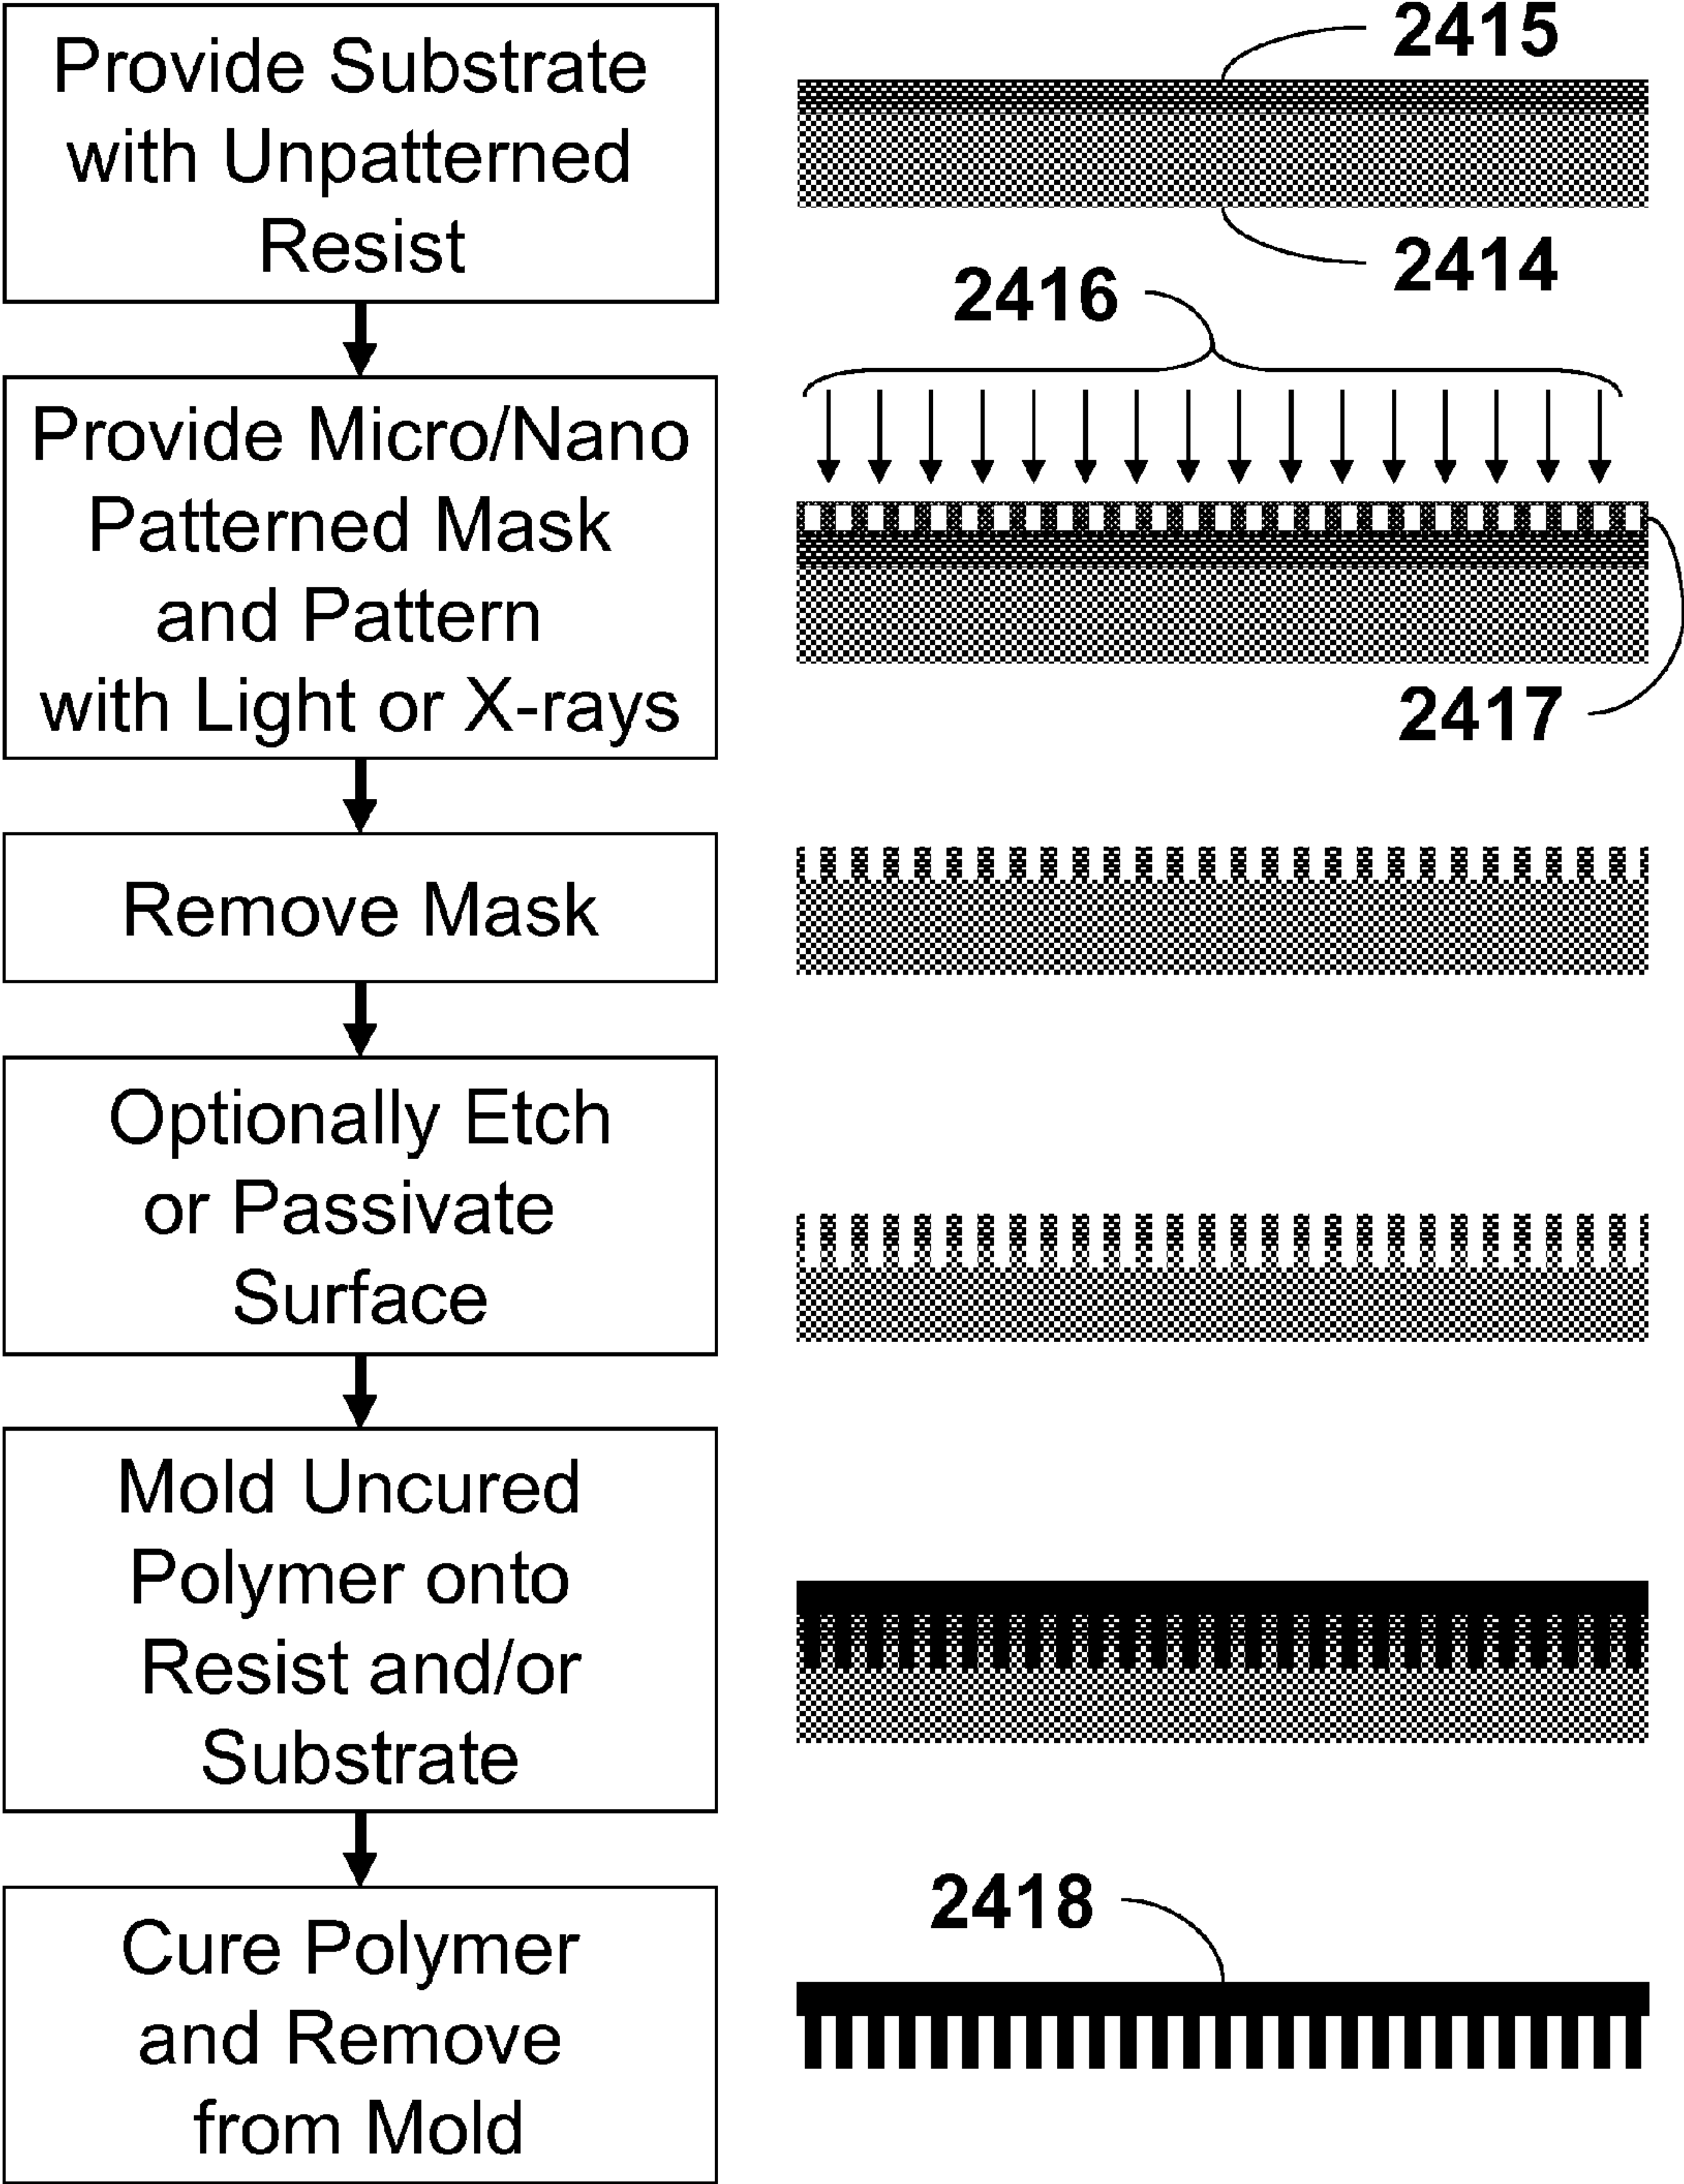 Provide Substrate
with Unpatterned
Resist
2415
2414
2416
Provide Micro/Nano
Patterned Mask
and Pattern
with Light or X-rays
2417
Remove Mask
Optionally Etch
or Passivate
Surface
Mold Uncured
Polymer onto
Resist and/or
Substrate
Cure Polymer
and Remove
from Mold
2418